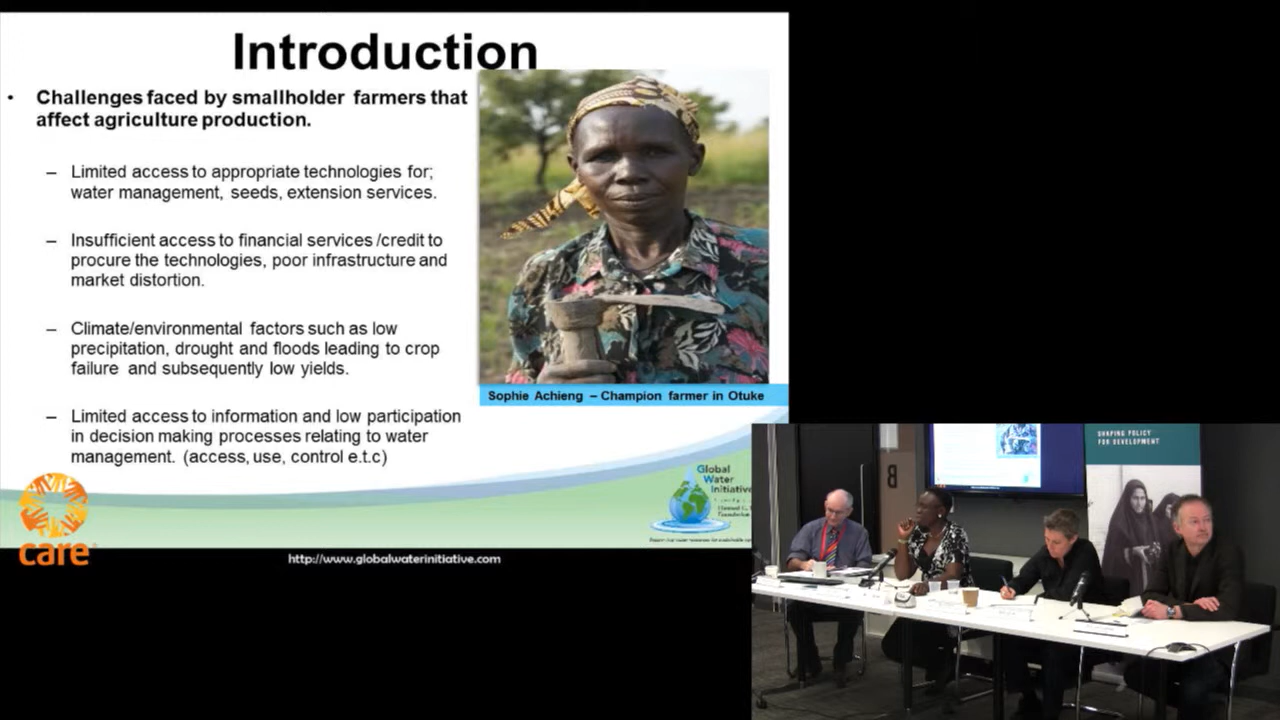 Introduction
• Challenges faced by smallholder farmers that
affect agriculture production.
– Limited access to appropriate technologies for;
water management, seeds, extension services.
– Insufficient access to financial services /credit to
procure the technologies, poor infrastructure and
market distortion.
– Climate/environmental factors such as low
precipitation, drought and floods leading to crop
failure and subsequently low yields.
– Limited access to information and low participation
in decision making processes relating to water
management. (access, use, control e.t.c)
Sophie Achieng – Champion farmer in Otuke
care
http://www.globalwaterinitiative.com
Global
Water
Initiative
SHAPING POLICY
FOR DEVELOPMENT
8